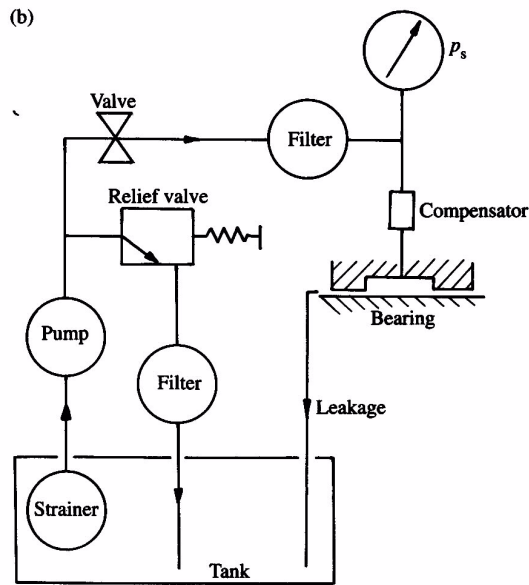 (b)
p_s
Valve
Filter
Relief valve
Compensator
Bearing
Pump
Filter
Leakage
Strainer
Tank